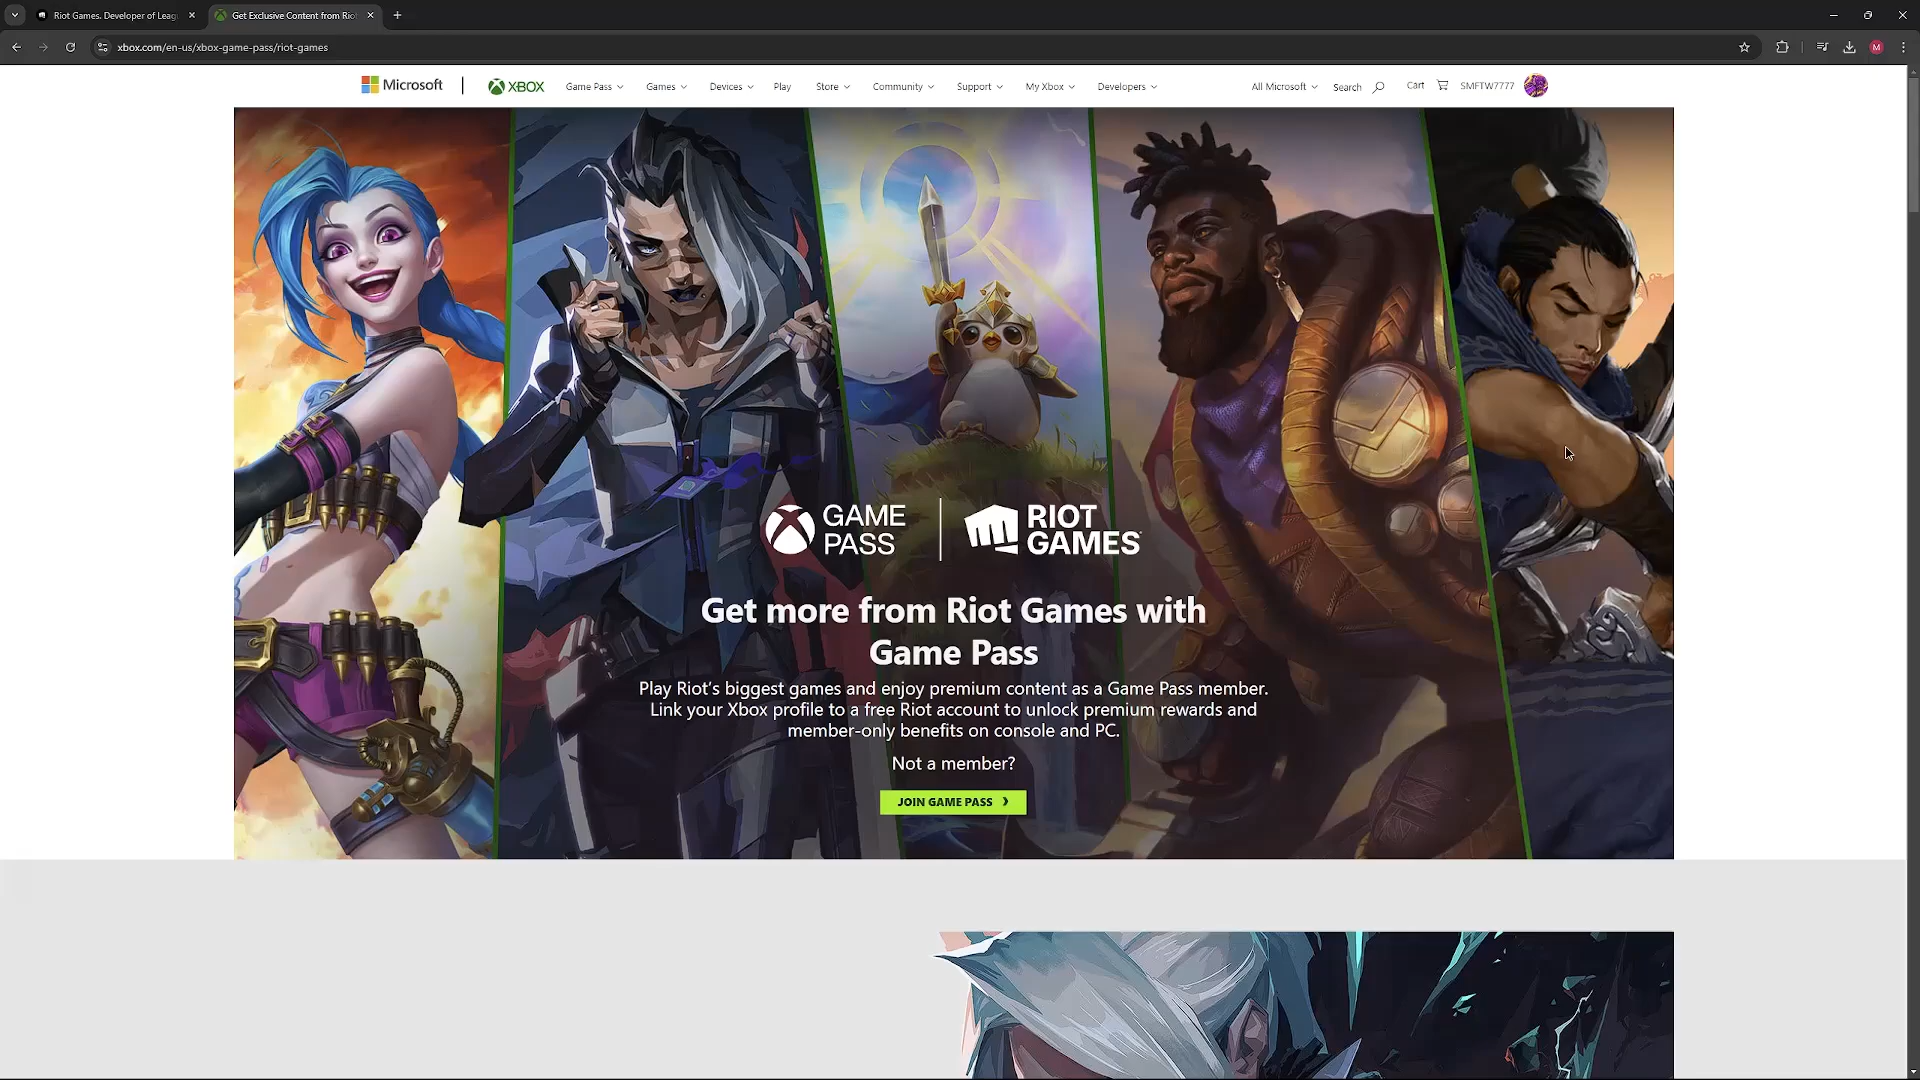 Riot Games. Developer of Leag
Get Exclusive Content from Riot
xbox.com/en-us/xbox-game-pass/riot-games
M
Microsoft
XBOX
Game Pass
Games
Devices
Play
Store
Community
Support
My Xbox
Developers
All Microsoft
Search
Cart
SMFTW7777
GAME PASS
RIOT GAMES
Get more from Riot Games with
Game Pass
Play Riot's biggest games and enjoy premium content as a Game Pass member.
Link your Xbox profile to a free Riot account to unlock premium rewards and
member-only benefits on console and PC.
Not a member?
JOIN GAME PASS